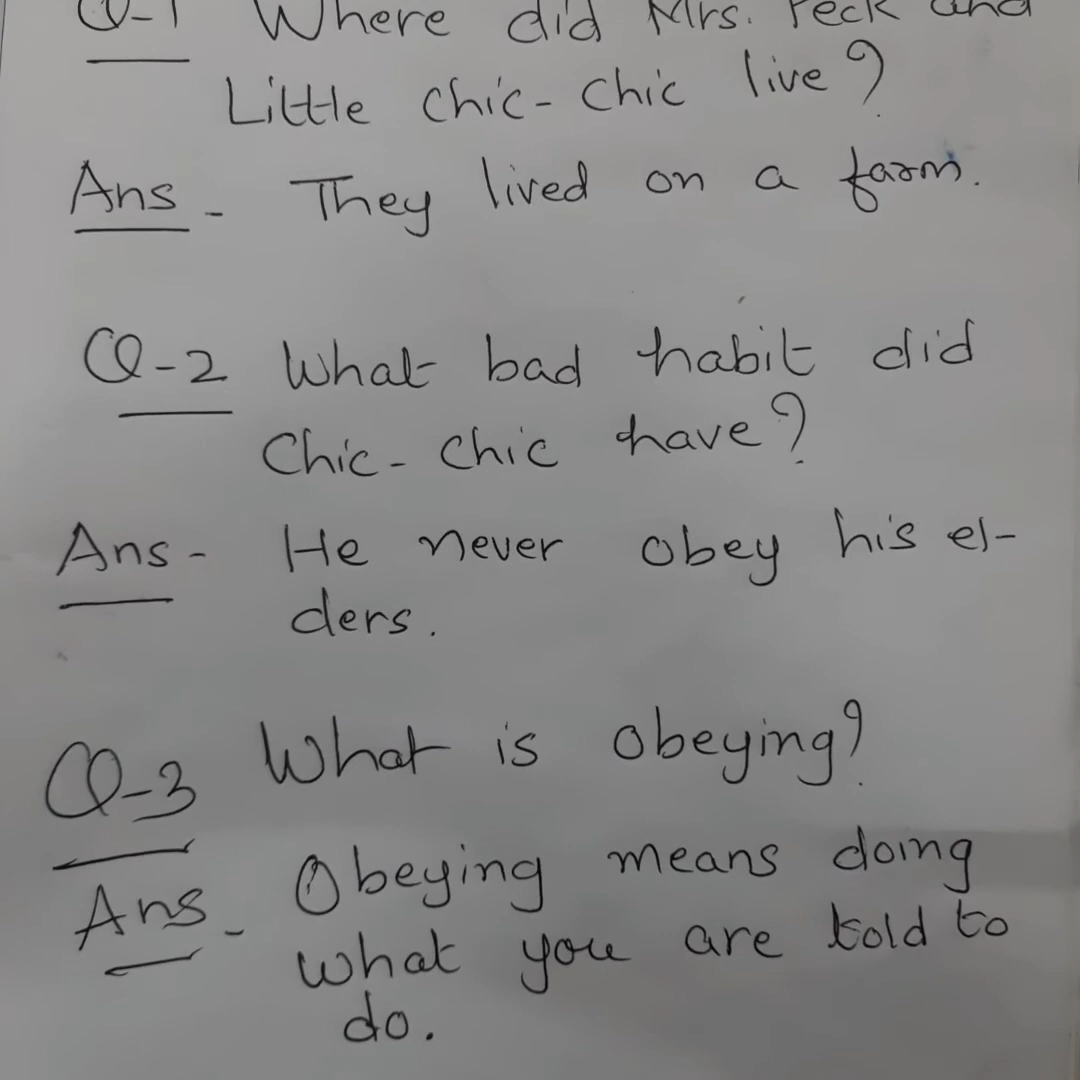 Q-1 Where did Mrs. Peck and
Little Chic-Chic live?
Ans - They lived on a farm.
Q-2 What bad habit did
Chic-Chic have?
Ans - He never obey his el-
ders.
Q-3 What is obeying?
Ans - Obeying means doing
what you are told to
do.